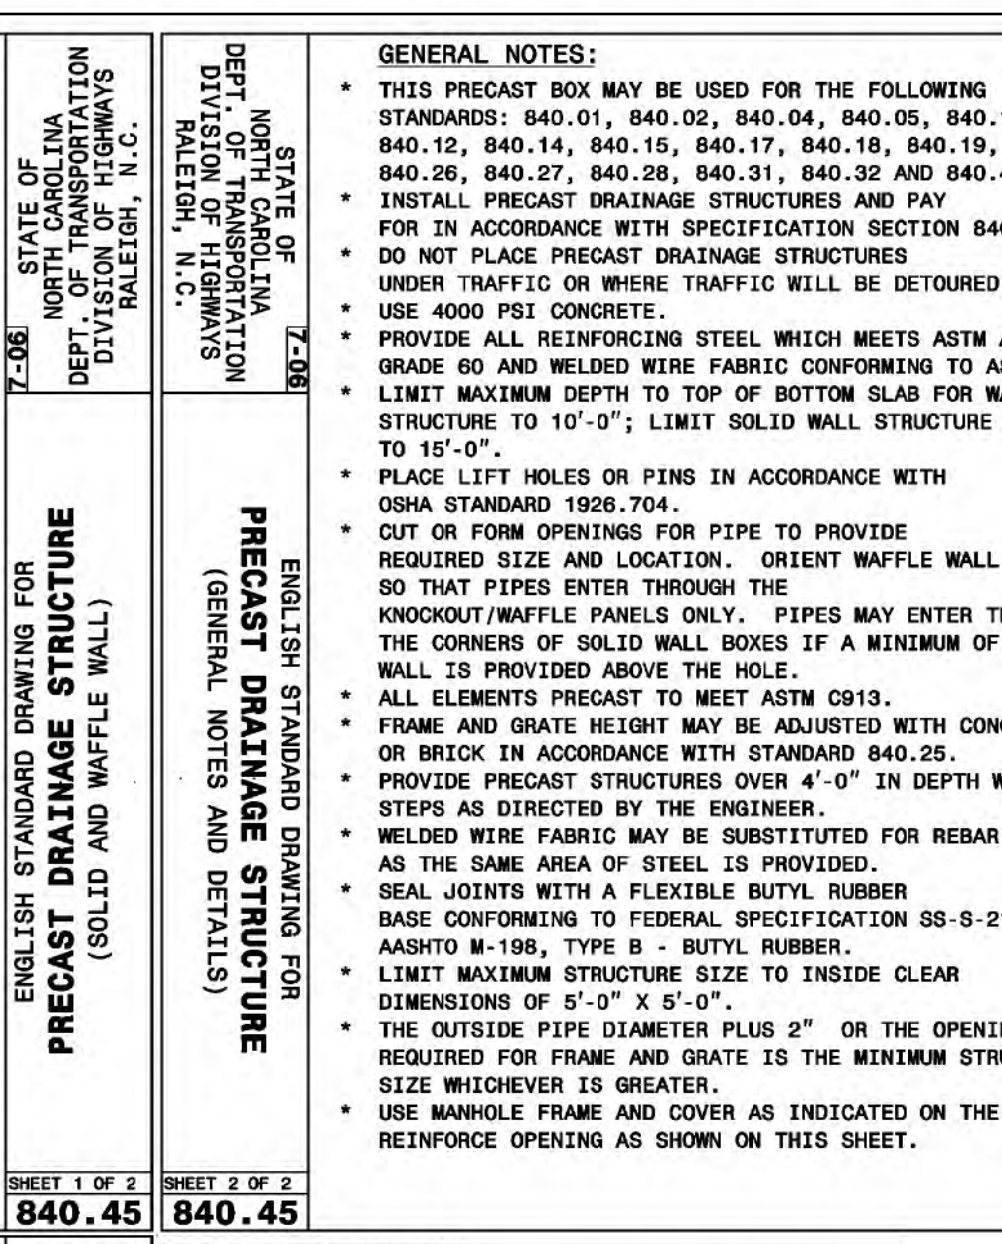 STATE OF
NORTH CAROLINA
DEPT. OF TRANSPORTATION
DIVISION OF HIGHWAYS
RALEIGH, N.C.
7-06
ENGLISH STANDARD DRAWING FOR
PRECAST DRAINAGE STRUCTURE
(SOLID AND WAFFLE WALL)
SHEET 1 OF 2
840.45
STATE OF
NORTH CAROLINA
DEPT. OF TRANSPORTATION
DIVISION OF HIGHWAYS
RALEIGH, N.C.
7-06
ENGLISH STANDARD DRAWING FOR
PRECAST DRAINAGE STRUCTURE
(GENERAL NOTES AND DETAILS)
SHEET 2 OF 2
840.45
GENERAL NOTES:
* THIS PRECAST BOX MAY BE USED FOR THE FOLLOWING
STANDARDS: 840.01, 840.02, 840.04, 840.05,
840.12, 840.14, 840.15, 840.17, 840.18, 840.19,
840.26, 840.27, 840.28, 840.31, 840.32 AND
* INSTALL PRECAST DRAINAGE STRUCTURES AND PAY
FOR IN ACCORDANCE WITH SPECIFICATION SECTION
* DO NOT PLACE PRECAST DRAINAGE STRUCTURES
UNDER TRAFFIC OR WHERE TRAFFIC WILL BE DETOURED
* USE 4000 PSI CONCRETE.
* PROVIDE ALL REINFORCING STEEL WHICH MEETS ASTM
GRADE 60 AND WELDED WIRE FABRIC CONFORMING TO
* LIMIT MAXIMUM DEPTH TO TOP OF BOTTOM SLAB FOR
STRUCTURE TO 10'-0"; LIMIT SOLID WALL STRUCTURE
TO 15'-0".
* PLACE LIFT HOLES OR PINS IN ACCORDANCE WITH
OSHA STANDARD 1926.704.
* CUT OR FORM OPENINGS FOR PIPE TO PROVIDE
REQUIRED SIZE AND LOCATION. ORIENT WAFFLE WALL
SO THAT PIPES ENTER THROUGH THE
KNOCKOUT/WAFFLE PANELS ONLY. PIPES MAY ENTER
THE CORNERS OF SOLID WALL BOXES IF A MINIMUM OF
WALL IS PROVIDED ABOVE THE HOLE.
* ALL ELEMENTS PRECAST TO MEET ASTM C913.
* FRAME AND GRATE HEIGHT MAY BE ADJUSTED WITH
OR BRICK IN ACCORDANCE WITH STANDARD 840.25.
* PROVIDE PRECAST STRUCTURES OVER 4'-0" IN DEPTH
STEPS AS DIRECTED BY THE ENGINEER.
* WELDED WIRE FABRIC MAY BE SUBSTITUTED FOR REBAR
AS THE SAME AREA OF STEEL IS PROVIDED.
* SEAL JOINTS WITH A FLEXIBLE BUTYL RUBBER
BASE CONFORMING TO FEDERAL SPECIFICATION
AASHTO M-198, TYPE B - BUTYL RUBBER.
* LIMIT MAXIMUM STRUCTURE SIZE TO INSIDE CLEAR
DIMENSIONS OF 5'-0" X 5'-0".
* THE OUTSIDE PIPE DIAMETER PLUS 2" OR THE
REQUIRED FOR FRAME AND GRATE IS THE MINIMUM
SIZE WHICHEVER IS GREATER.
* USE MANHOLE FRAME AND COVER AS INDICATED ON THE
REINFORCE OPENING AS SHOWN ON THIS SHEET.